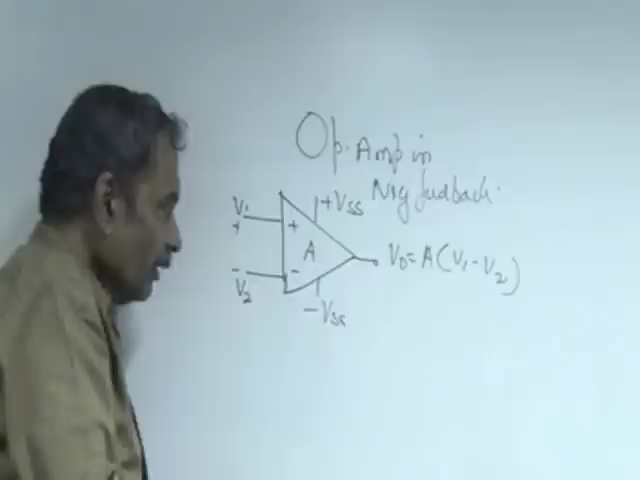 Op. Amp in
Neg feedback.
V1
+
+
+VSS
A
V0 = A(V1 - V2)
-
-
V2
-VSS